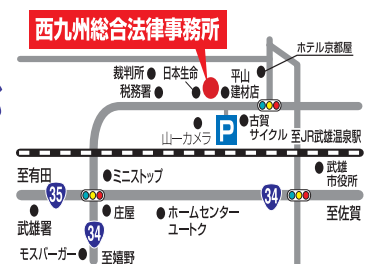 西九州総合法律事務所
ホテル京都屋
裁判所
日本生命
平山
建材店
税務署
山一カメラ
P
古賀
サイクル
至JR武雄温泉駅
至有田
35
ミニストップ
34
武雄
市役所
武雄署
庄屋
ホームセンター
ユートク
至佐賀
モスバーガー
34
至嬉野